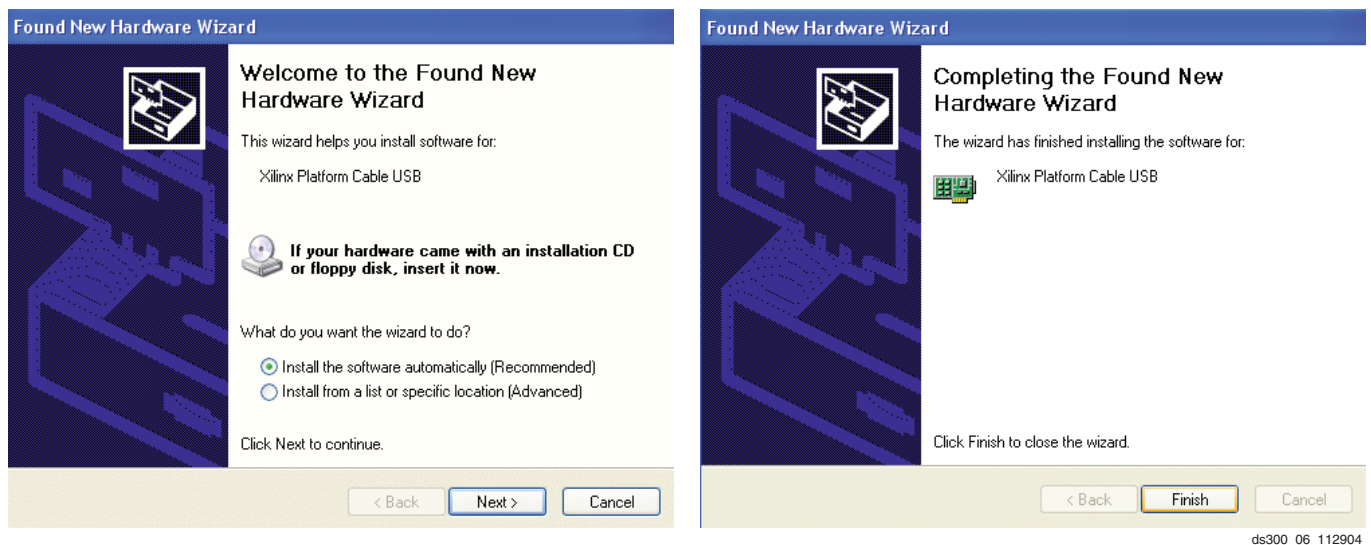 Found New Hardware Wizard
Welcome to the Found New
Hardware Wizard
This wizard helps you install software for:
Xilinx Platform Cable USB
If your hardware came with an installation CD
or floppy disk, insert it now.
What do you want the wizard to do?
Install the software automatically (Recommended)
Install from a list or specific location (Advanced)
Click Next to continue.
< Back
Next >
Cancel
Found New Hardware Wizard
Completing the Found New
Hardware Wizard
The wizard has finished installing the software for:
Xilinx Platform Cable USB
Click Finish to close the wizard.
< Back
Finish
Cancel
ds300_06_112904